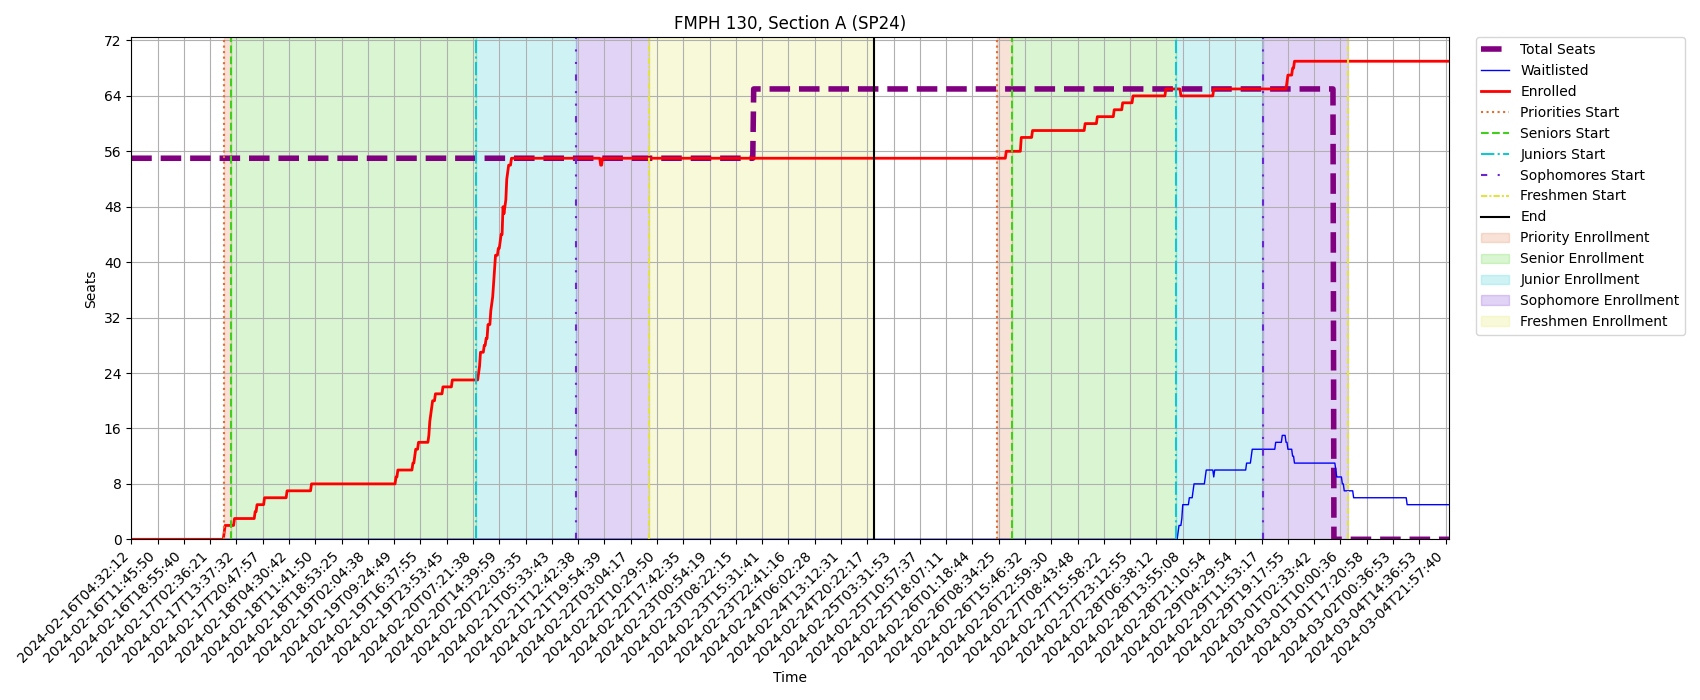 FMPH 130, Section A (SP24)
72
64
56
48
40
32
24
16
8
0
Seats
2024-02-16T04:32:12
2024-02-16T11:45:50
2024-02-16T18:55:40
2024-02-17T02:36:21
2024-02-17T13:37:32
2024-02-17T20:47:57
2024-02-18T04:30:42
2024-02-18T11:41:50
2024-02-18T18:53:25
2024-02-19T02:04:38
2024-02-19T09:24:49
2024-02-19T16:37:55
2024-02-19T23:53:45
2024-02-20T07:21:38
2024-02-20T14:39:59
2024-02-20T22:03:35
2024-02-21T05:33:43
2024-02-21T12:42:38
2024-02-21T19:54:39
2024-02-22T03:04:17
2024-02-22T10:29:50
2024-02-22T17:42:35
2024-02-23T00:54:19
2024-02-23T08:22:15
2024-02-23T15:31:41
2024-02-23T22:41:16
2024-02-24T06:02:28
2024-02-24T13:12:31
2024-02-24T20:22:17
2024-02-25T03:31:53
2024-02-25T10:57:37
2024-02-25T18:07:11
2024-02-26T01:18:44
2024-02-26T08:34:25
2024-02-26T15:46:32
2024-02-26T22:59:30
2024-02-27T08:43:48
2024-02-27T15:58:22
2024-02-27T23:12:55
2024-02-28T06:38:12
2024-02-28T13:55:08
2024-02-28T21:10:54
2024-02-29T04:29:54
2024-02-29T11:53:17
2024-02-29T19:17:55
2024-03-01T02:33:42
2024-03-01T10:00:36
2024-03-01T17:20:58
2024-03-02T00:36:53
2024-03-04T14:36:53
2024-03-04T21:57:40
Time
Total Seats
Waitlisted
Enrolled
Priorities Start
Seniors Start
Juniors Start
Sophomores Start
Freshmen Start
End
Priority Enrollment
Senior Enrollment
Junior Enrollment
Sophomore Enrollment
Freshmen Enrollment